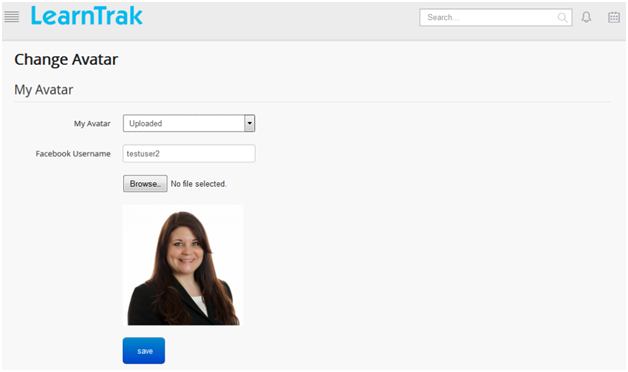 LearnTrak
Search...
Change Avatar
My Avatar
My Avatar
Uploaded
Facebook Username
testuser2
Browse..
No file selected.
save